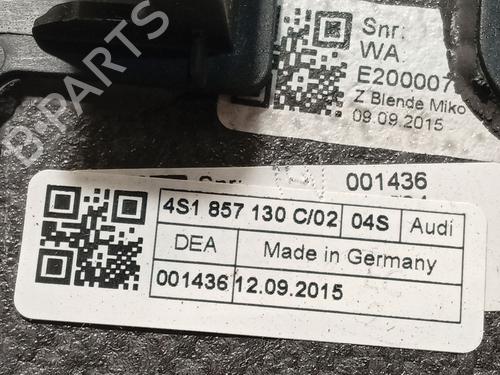 Snr:
WA.
E200007
Z Blende Miko
09.09.2015
Snr:
001436
4S1 857 130 C/02 04S Audi
DEA Made in Germany
001436 12.09.2015
B-PARTS